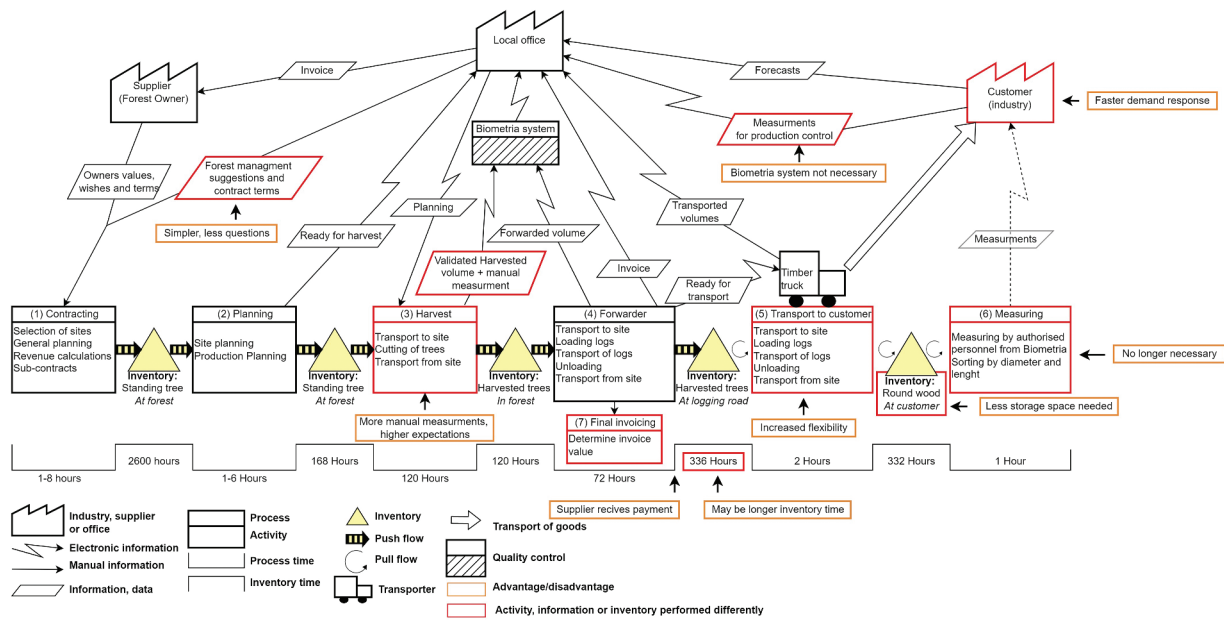 Local office
Invoice
Supplier
(Forest Owner)
Forecasts
Customer
(industry)
Faster demand response
Measurments
for production control
Biometria system not necessary
Biometria system
Owners values,
wishes and terms
Forest managment
suggestions and
contract terms
Simpler, less questions
Planning
Ready for harvest
Forwarded volume
Transported
volumes
Measurments
Validated Harvested
volume + manual
measurment
Invoice
Ready for
transport
Timber
truck
(1) Contracting
Selection of sites
General planning
Revenue calculations
Sub-contracts
Inventory:
Standing tree
At forest
(2) Planning
Site planning
Production Planning
Inventory:
Standing tree
At forest
(3) Harvest
Transport to site
Cutting of trees
Transport from site
More manual measurments,
higher expectations
Inventory:
Harvested trees
In forest
(4) Forwarder
Transport to site
Loading logs
Transport of logs
Unloading
Transport from site
(7) Final invoicing
Determine invoice
value
Inventory:
Harvested trees
At logging road
(5) Transport to customer
Transport to site
Loading logs
Transport of logs
Unloading
Transport from site
Increased flexibility
Inventory:
Round wood
At customer
Less storage space needed
(6) Measuring
Measuring by authorised
personnel from Biometria
Sorting by diameter and
lenght
No longer necessary
1-8 hours
2600 hours
1-6 hours
168 Hours
120 Hours
120 Hours
72 Hours
336 Hours
2 Hours
332 Hours
1 Hour
Supplier recives payment
May be longer inventory time
Industry, supplier
or office
Electronic information
Manual information
Information, data
Process
Activity
Process time
Inventory time
Inventory
Push flow
Pull flow
Transporter
Transport of goods
Quality control
Advantage/disadvantage
Activity, information or inventory performed differently